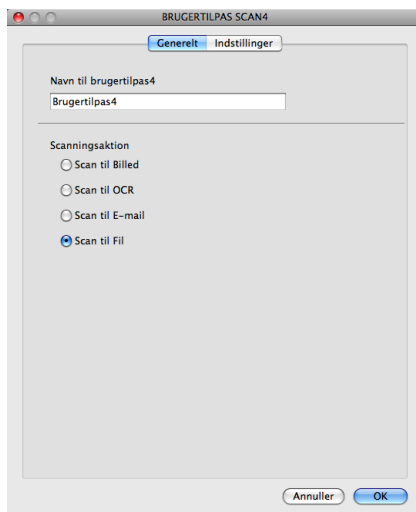 BRUGERTILPAS SCAN4
Generelt Indstillinger
Navn til brugertilpas4
Brugertilpas4
Scanningsaktion
Scan til Billed
Scan til OCR
Scan til E-mail
Scan til Fil
Annuller OK